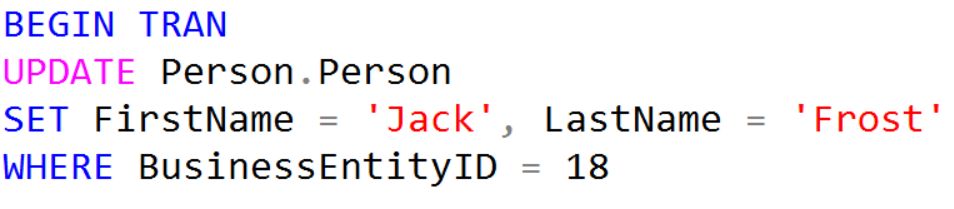 BEGIN TRAN
UPDATE Person.Person
SET FirstName = 'Jack', LastName = 'Frost'
WHERE BusinessEntityID = 18